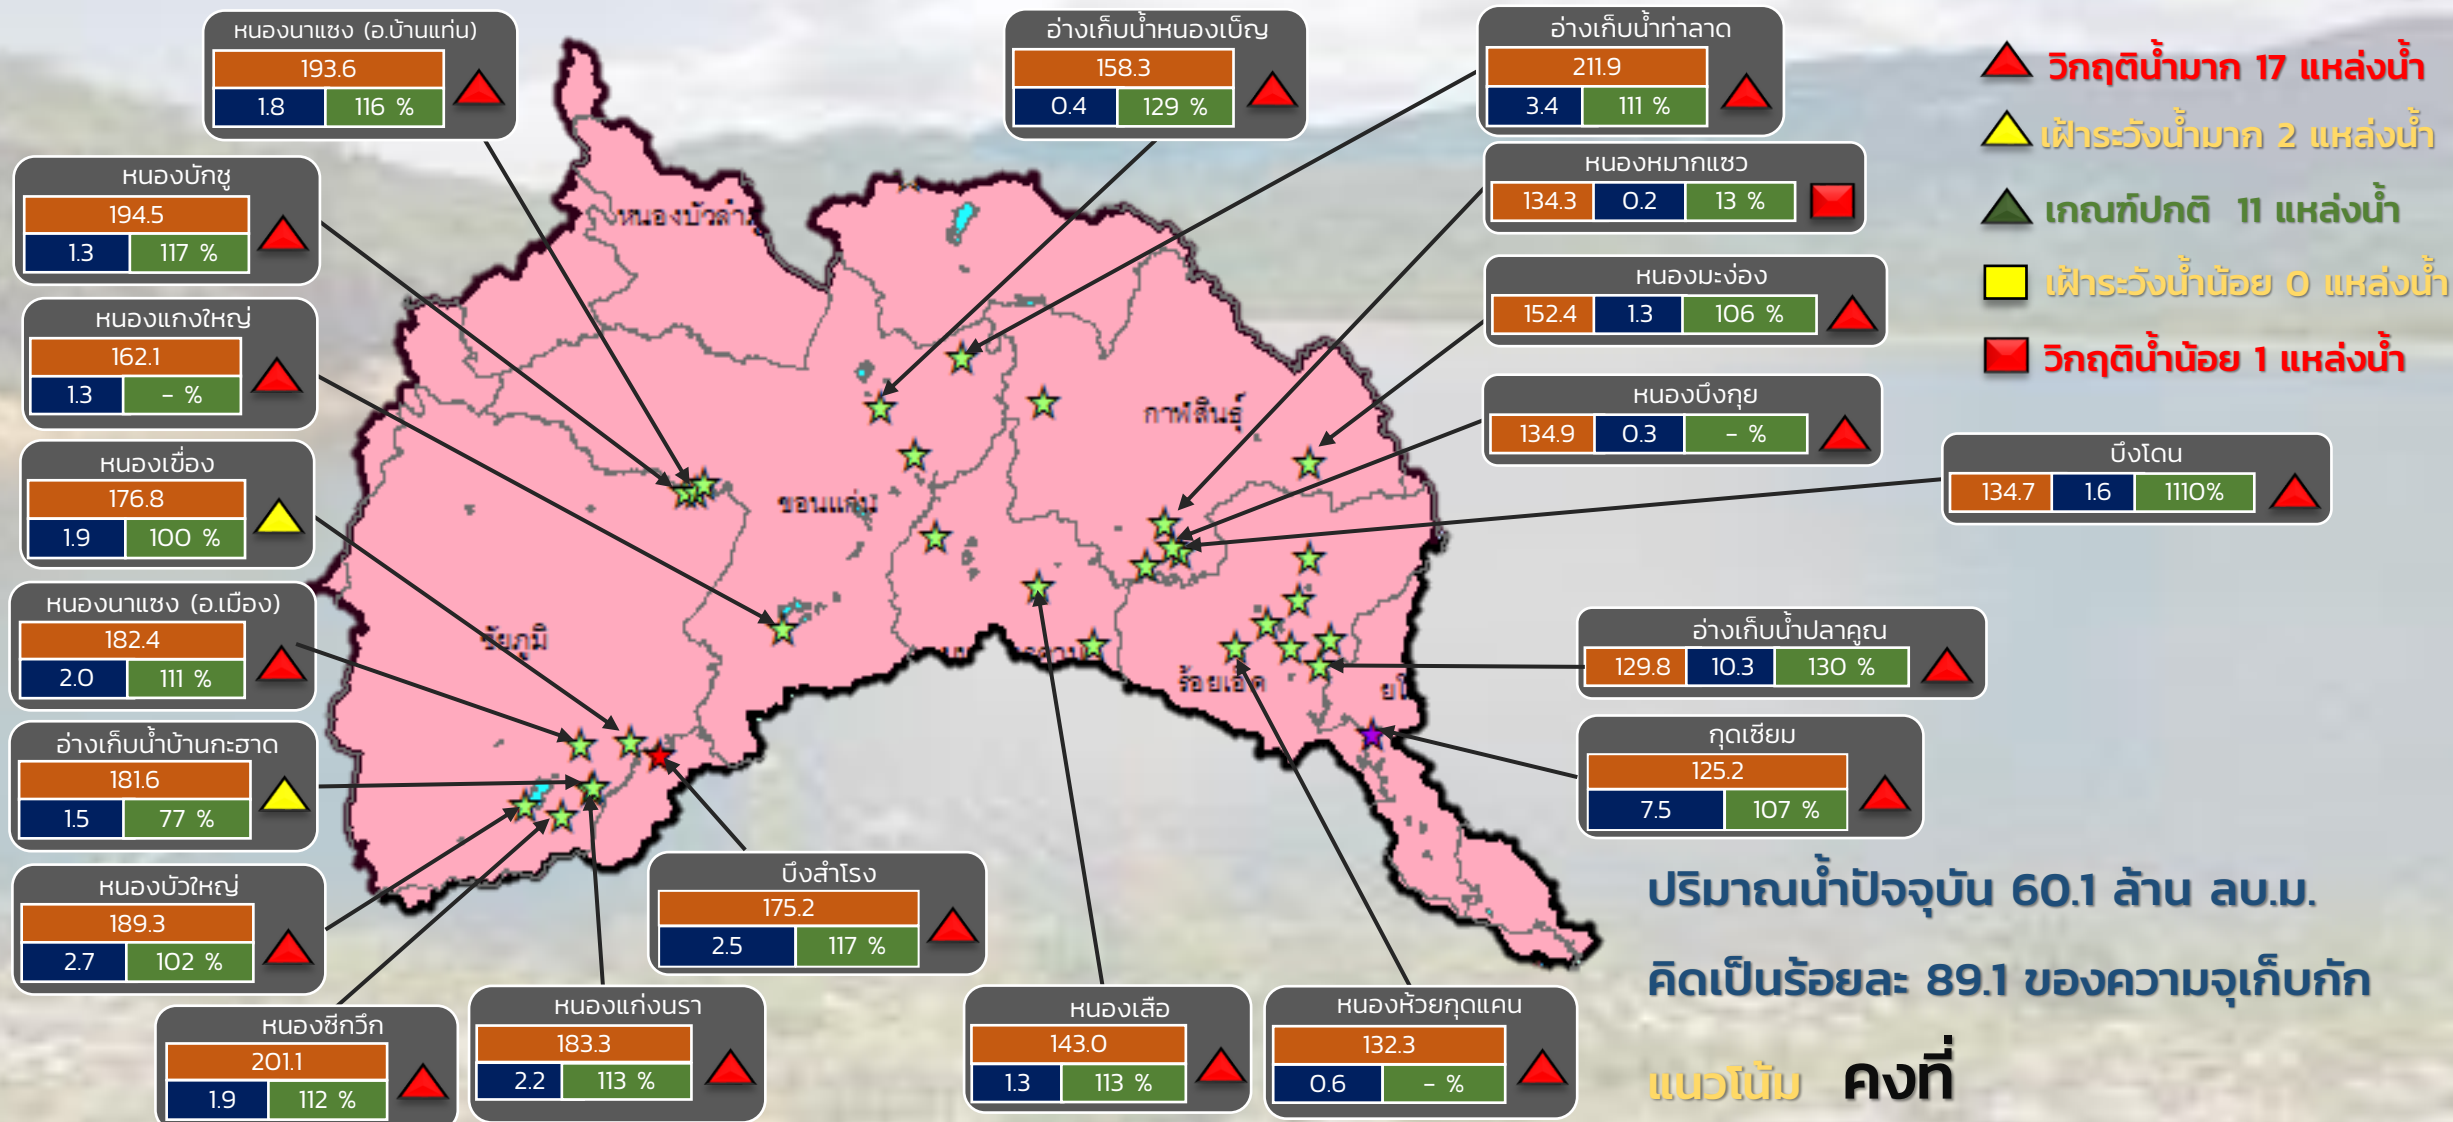 หนองนาแซง (อ.บ้านแท่น)
193.6
1.8 116 %
อ่างเก็บน้ำหนองเบ็ญ
158.3
0.4 129 %
อ่างเก็บน้ำท่าลาด
211.9
3.4 111 %
วิกฤติน้ำมาก 17 แหล่งน้ำ
เฝ้าระวังน้ำมาก 2 แหล่งน้ำ
เกณฑ์ปกติ 11 แหล่งน้ำ
เฝ้าระวังน้ำน้อย 0 แหล่งน้ำ
วิกฤติน้ำน้อย 1 แหล่งน้ำ
หนองบักชู
194.5
1.3 117 %
หนองหมากแซว
134.3 0.2 13 %
หนองแกงใหญ่
162.1
1.3 - %
หนองมะง่อง
152.4 1.3 106 %
หนองบึงกุย
134.9 0.3 - %
บึงโดน
134.7 1.6 1110%
หนองเขื่อง
176.8
1.9 100 %
หนองนาแซง (อ.เมือง)
182.4
2.0 111 %
อ่างเก็บน้ำปลาคูณ
129.8 10.3 130 %
อ่างเก็บน้ำบ้านกะฮาด
181.6
1.5 77 %
กุดเซียม
125.2
7.5 107 %
หนองบัวใหญ่
189.3
2.7 102 %
บึงสำโรง
175.2
2.5 117 %
หนองซีกวึก
201.1
1.9 112 %
หนองแก่งนรา
183.3
2.2 113 %
หนองเสือ
143.0
1.3 113 %
หนองห้วยกุดแคน
132.3
0.6 - %
กาฬสินธุ์
ขอนแก่น
ชัยภูมิ
ร้อยเอ็ด
ปริมาณน้ำปัจจุบัน 60.1 ล้าน ลบ.ม.
คิดเป็นร้อยละ 89.1 ของความจุเก็บกัก
แนวโน้ม คงที่